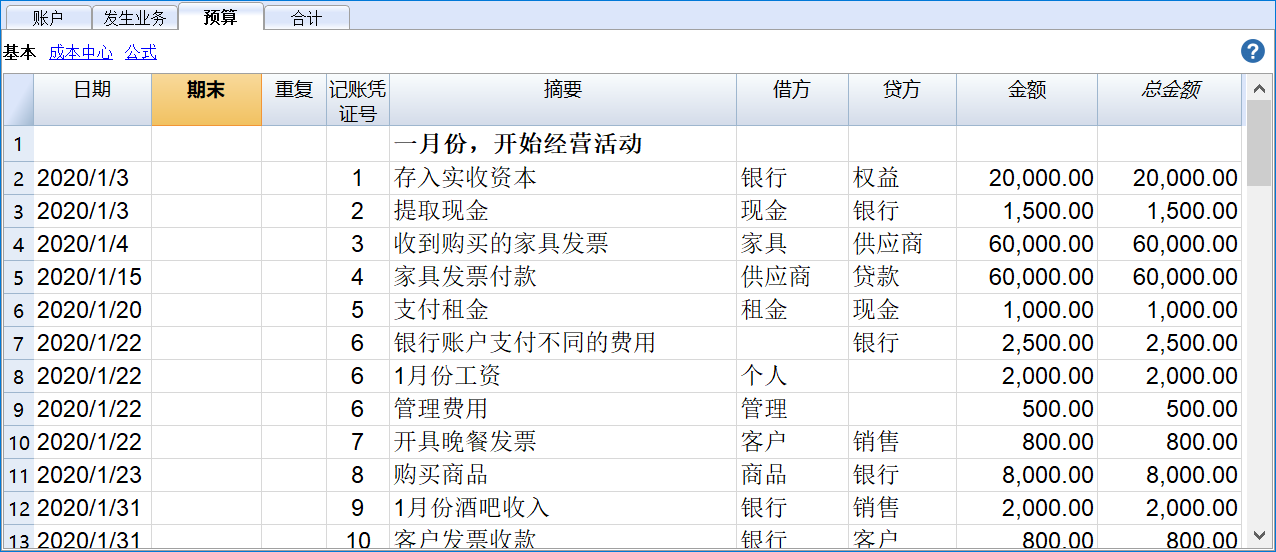 账户 发生业务 预算 合计
基本 成本中心 公式 ?
日期 期末 重复 记账凭证号 摘要 借方 贷方 金额 总金额
1 一月份，开始经营活动
2 2020/1/3 1 存入实收资本 银行 权益 20,000.00 20,000.00
3 2020/1/3 2 提取现金 现金 银行 1,500.00 1,500.00
4 2020/1/4 3 收到购买的家具发票 家具 供应商 60,000.00 60,000.00
5 2020/1/15 4 家具发票付款 供应商 贷款 60,000.00 60,000.00
6 2020/1/20 5 支付租金 租金 现金 1,000.00 1,000.00
7 2020/1/22 6 银行账户支付不同的费用 银行 2,500.00 2,500.00
8 2020/1/22 6 1月份工资 个人 2,000.00 2,000.00
9 2020/1/22 6 管理费用 管理 500.00 500.00
10 2020/1/22 7 开具晚餐发票 客户 销售 800.00 800.00
11 2020/1/23 8 购买商品 商品 银行 8,000.00 8,000.00
12 2020/1/31 9 1月份酒吧收入 银行 销售 2,000.00 2,000.00
13 2020/1/31 10 客户发票收款 银行 客户 800.00 800.00